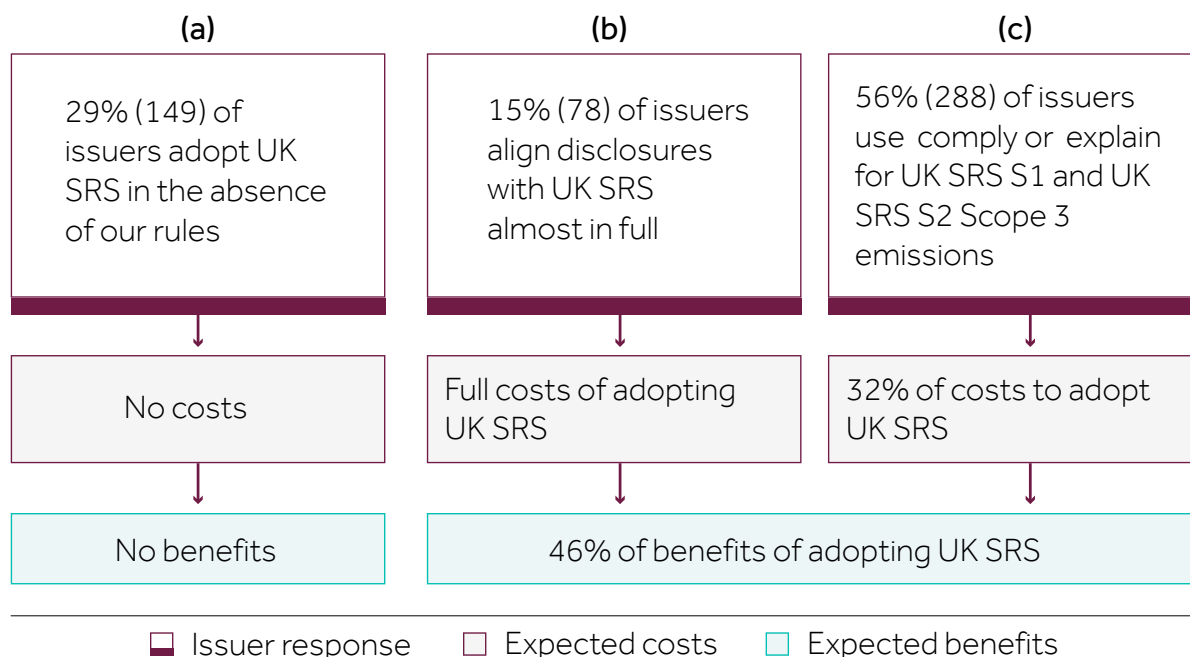 (a)
29% (149) of
issuers adopt UK
SRS in the absence
of our rules
No costs
No benefits
(b)
15% (78) of issuers
align disclosures
with UK SRS
almost in full
Full costs of adopting
UK SRS
(c)
56% (288) of issuers
use comply or explain
for UK SRS S1 and UK
SRS S2 Scope 3
emissions
32% of costs to adopt
UK SRS
46% of benefits of adopting UK SRS
Issuer response
Expected costs
Expected benefits